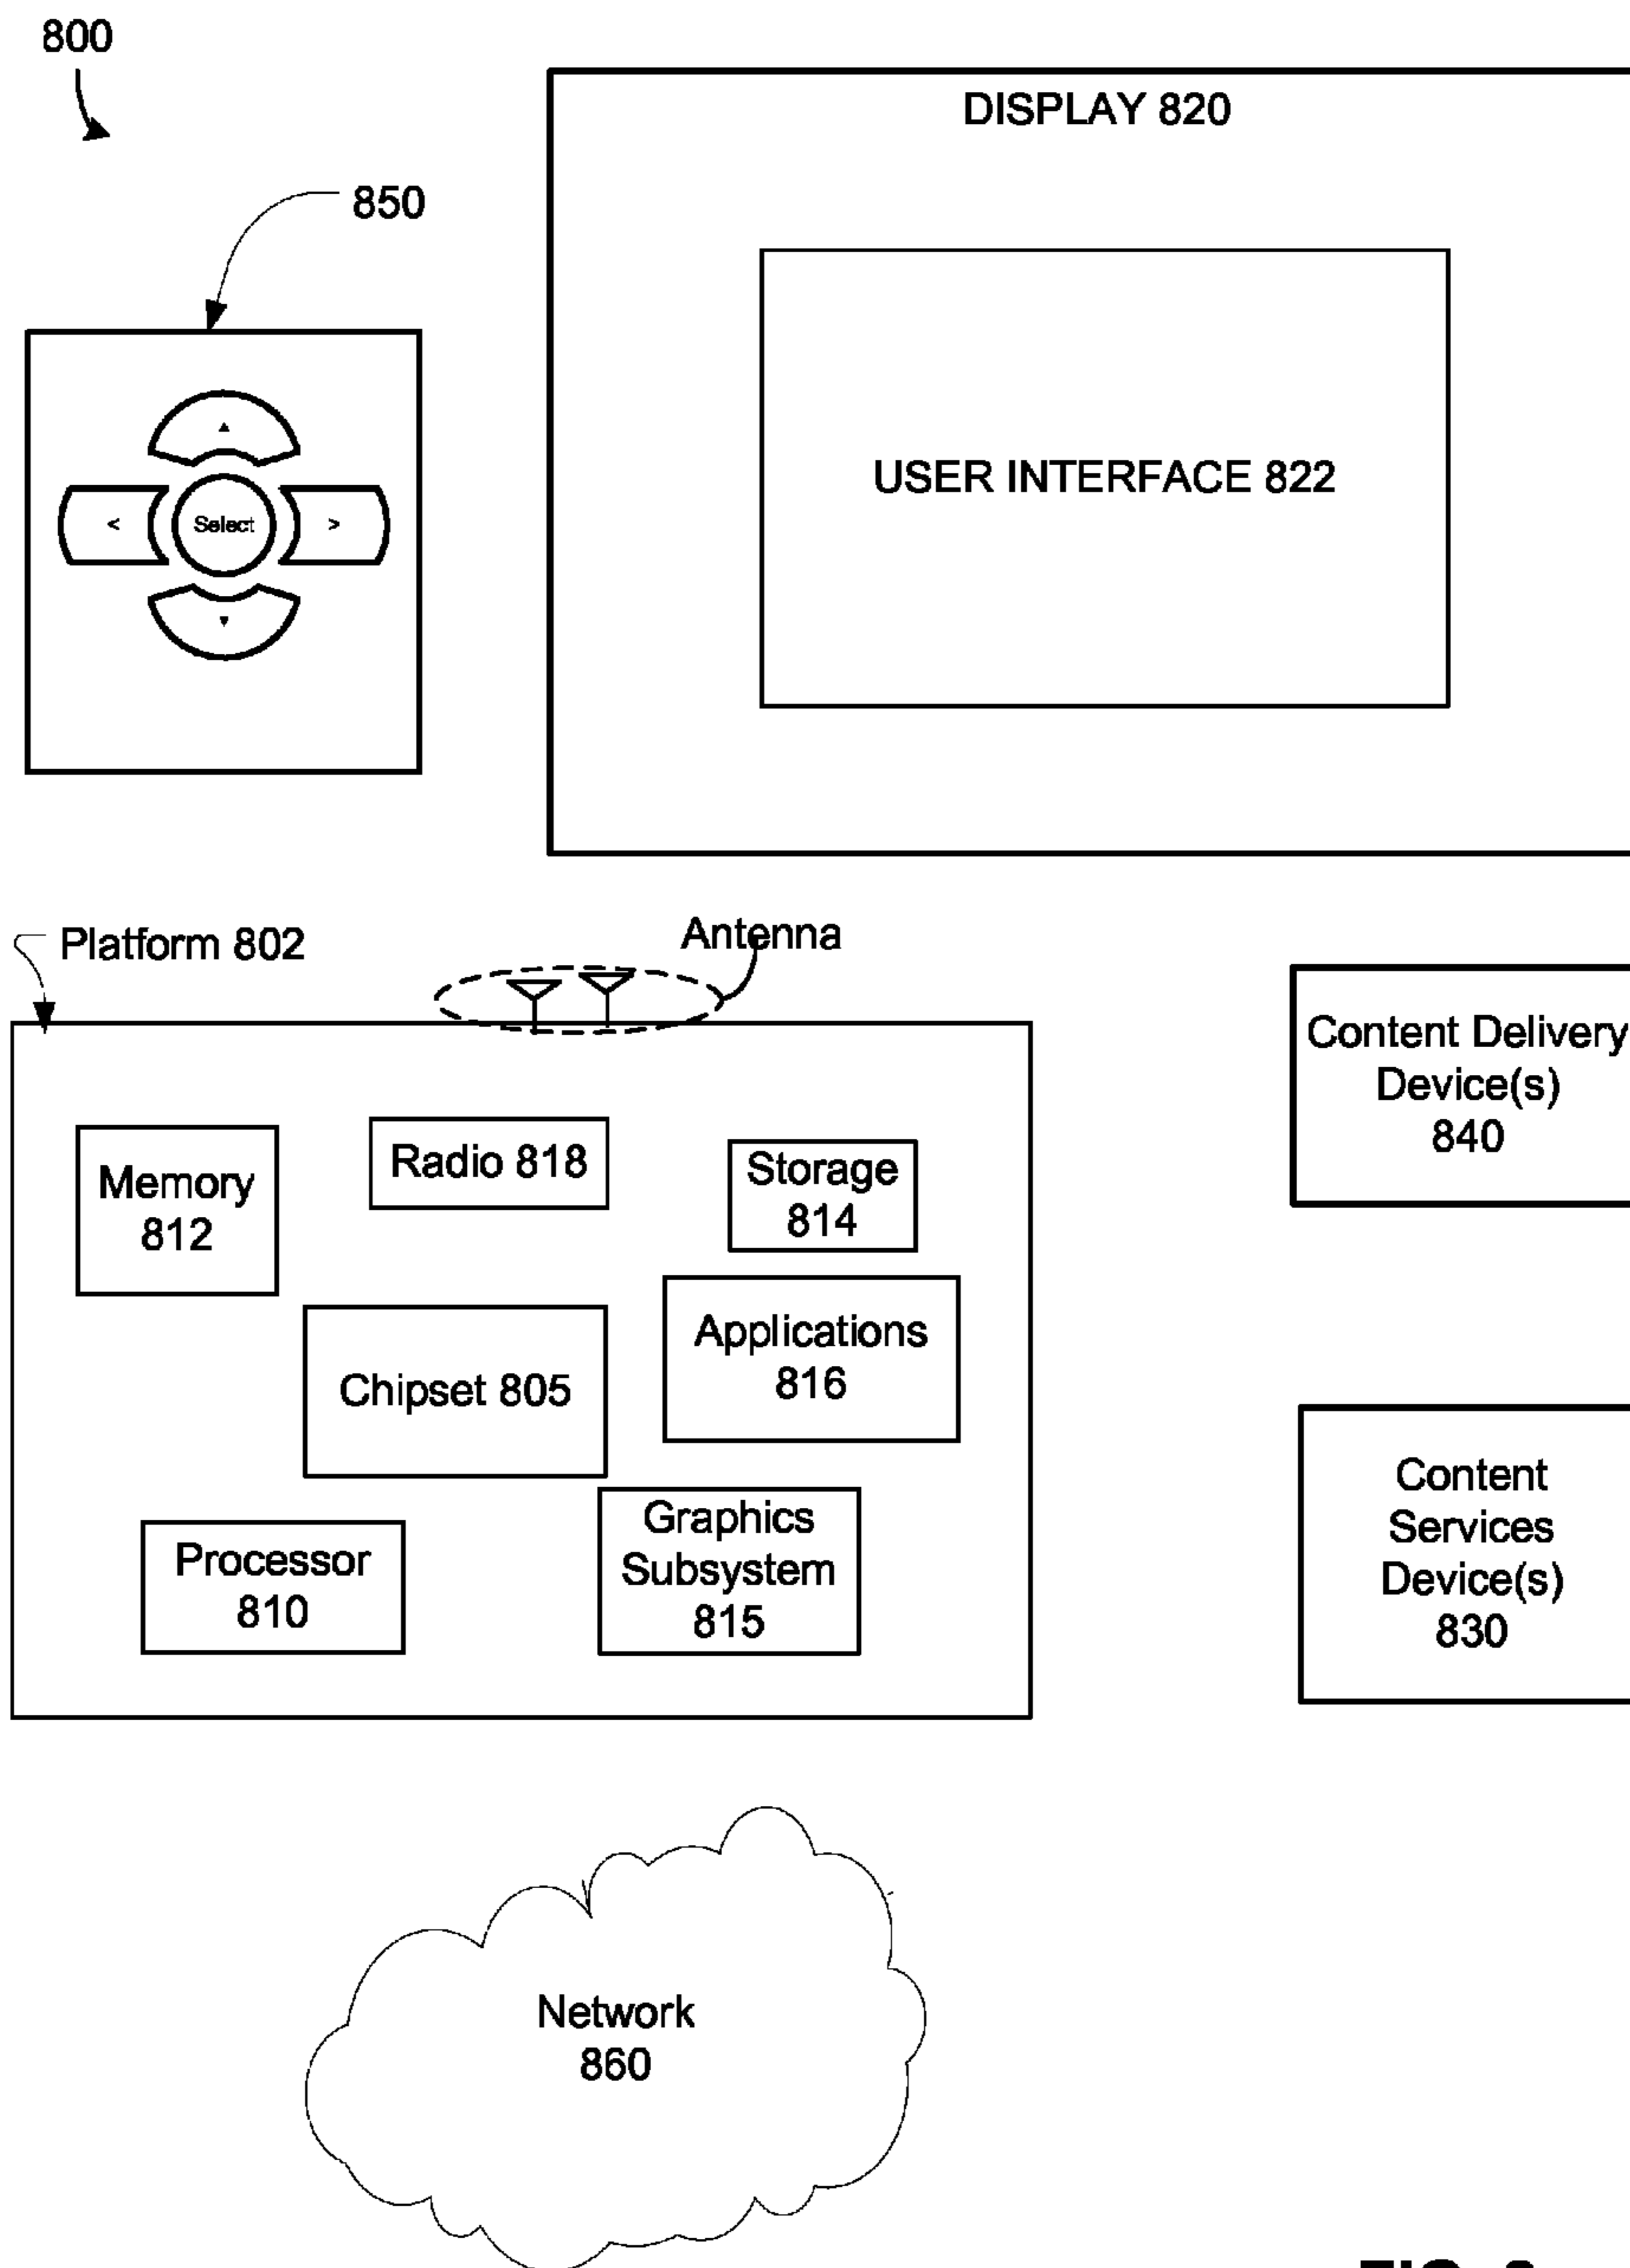 800
DISPLAY 820
850
▲
< Select >
▼
USER INTERFACE 822
Platform 802
Antenna
Memory
812
Radio 818
Storage
814
Chipset 805
Applications
816
Processor
810
Graphics
Subsystem
815
Content Delivery
Device(s)
840
Content
Services
Device(s)
830
Network
860